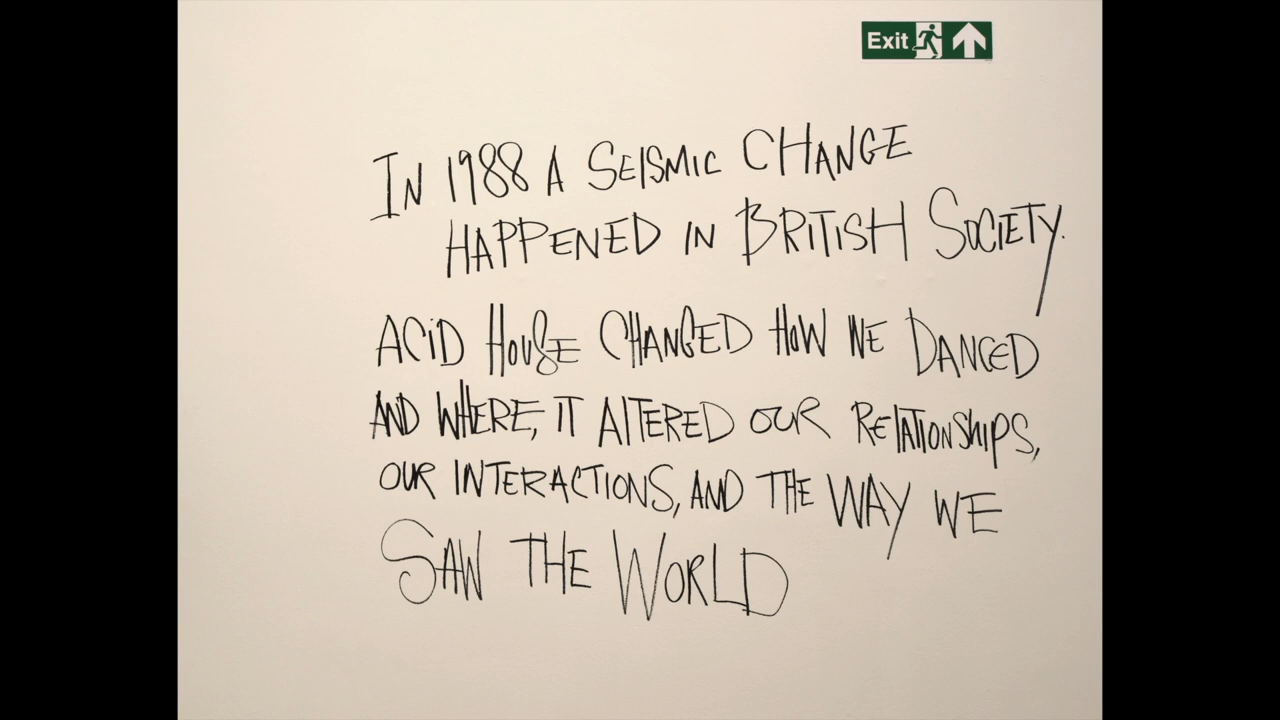 Exit
IN 1988 A SEISMIC CHANGE
HAPPENED IN BRITISH SOCIETY.
ACID HOUSE CHANGED HOW WE DANCED
AND WHERE, IT ALTERED OUR RELATIONSHIPS,
OUR INTERACTIONS, AND THE WAY WE
SAW THE WORLD